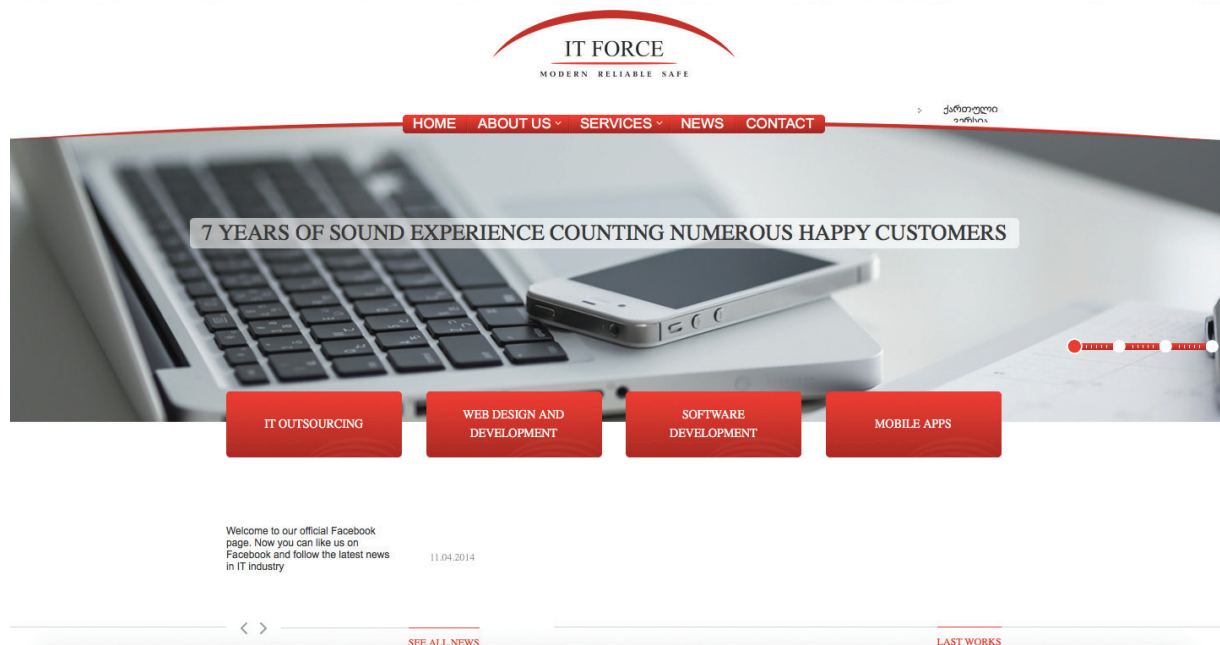 IT FORCE
MODERN RELIABLE SAFE
ქართული
ვერსია
HOME ABOUT US SERVICES NEWS CONTACT
7 YEARS OF SOUND EXPERIENCE COUNTING NUMEROUS HAPPY CUSTOMERS
IT OUTSOURCING
WEB DESIGN AND
DEVELOPMENT
SOFTWARE
DEVELOPMENT
MOBILE APPS
Welcome to our official Facebook
page. Now you can like us on
Facebook and follow the latest news
in IT industry
11.04.2014
SEE ALL NEWS
LAST WORKS